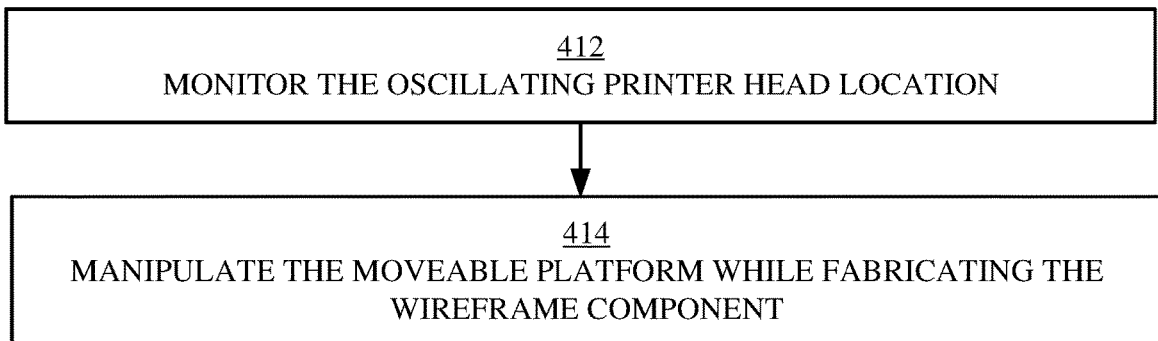 412
MONITOR THE OSCILLATING PRINTER HEAD LOCATION
414
MANIPULATE THE MOVEABLE PLATFORM WHILE FABRICATING THE
WIREFRAME COMPONENT